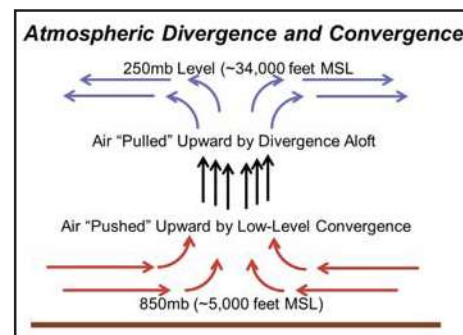 Atmospheric Divergence and Convergence
250mb Level (~34,000 feet MSL
Air “Pulled” Upward by Divergence Aloft
Air “Pushed” Upward by Low-Level Convergence
850mb (~5,000 feet MSL)